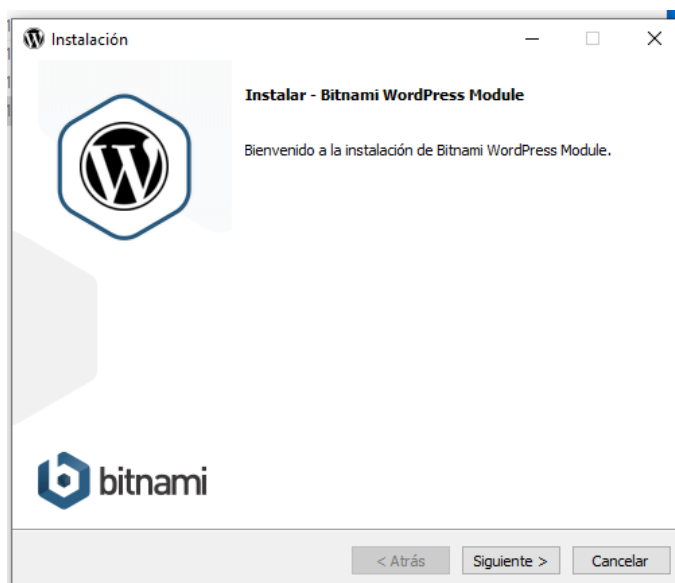 Instalación
Instalar - Bitnami WordPress Module
Bienvenido a la instalación de Bitnami WordPress Module.
bitnami
< Atrás
Siguiente >
Cancelar